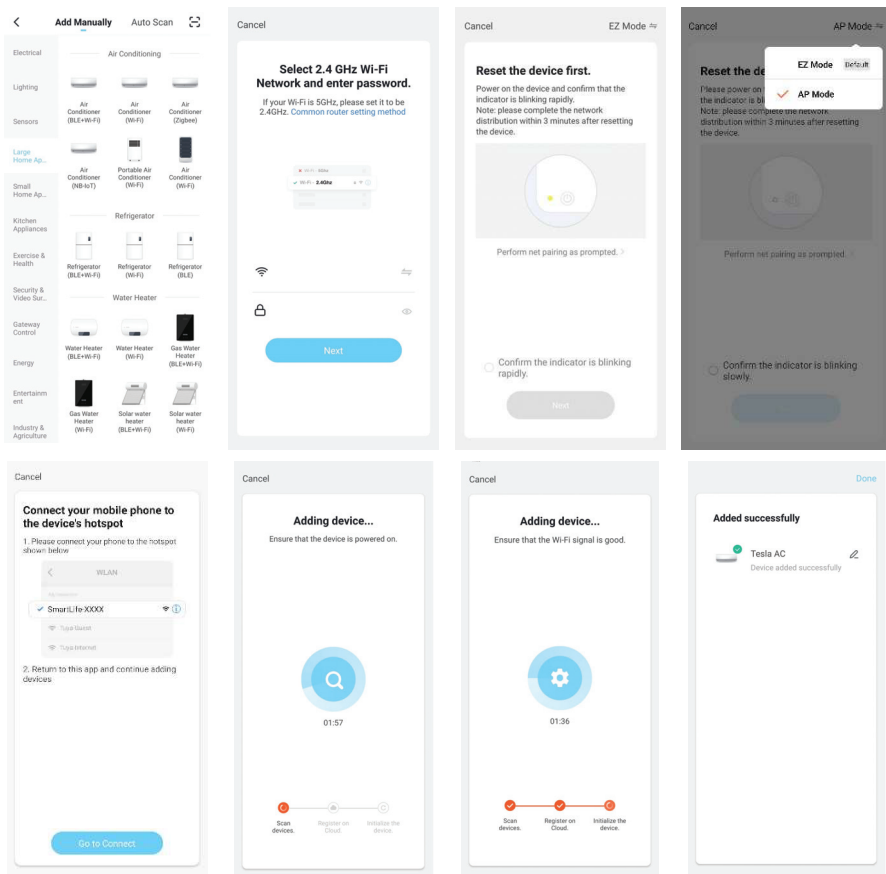 Add Manually
Auto Scan
Electrical
Lighting
Sensors
Large
Home Ap...
Small
Home Ap...
Kitchen
Appliances
Exercise &
Health
Security &
Video Sur...
Gateway
Control
Energy
Entertainm
ent
Industry &
Agriculture
Air Conditioning
Air
Conditioner
(BLE+Wi-Fi)
Air
Conditioner
(Wi-Fi)
Air
Conditioner
(Zigbee)
Air
Conditioner
(NB-IoT)
Portable Air
Conditioner
(Wi-Fi)
Air
Conditioner
(Wi-Fi)
Refrigerator
Refrigerator
(BLE+Wi-Fi)
Refrigerator
(Wi-Fi)
Refrigerator
(BLE)
Water Heater
Water Heater
(BLE+Wi-Fi)
Water Heater
(Wi-Fi)
Gas Water
Heater
(BLE+Wi-Fi)
Gas Water
Heater
(Wi-Fi)
Solar water
heater
(BLE+Wi-Fi)
Solar water
heater
(Wi-Fi)
Cancel
Select 2.4 GHz Wi-Fi
Network and enter password.
If your Wi-Fi is 5GHz, please set it to be
2.4GHz. Common router setting method
Wi-Fi - 5Ghz
Wi-Fi - 2.4Ghz
Next
Cancel
EZ Mode
Reset the device first.
Power on the device and confirm that the
indicator is blinking rapidly.
Note: please complete the network
distribution within 3 minutes after resetting
the device.
Perform net pairing as prompted.
Confirm the indicator is blinking
rapidly.
Next
Cancel
AP Mode
EZ Mode Default
AP Mode
Reset the de
Please power on
the indicator is bli
Note: please complete the network
distribution within 3 minutes after resetting
the device.
Perform net pairing as prompted.
Confirm the indicator is blinking
slowly.
Cancel
Connect your mobile phone to
the device's hotspot
1. Please connect your phone to the hotspot
shown below
WLAN
SmartLife-XXXX
Tuya Guest
Tuya Internet
2. Return to this app and continue adding
devices
Go to Connect
Cancel
Adding device...
Ensure that the device is powered on.
01:57
Scan
devices.
Register on
Cloud.
Initialize the
device.
Cancel
Adding device...
Ensure that the Wi-Fi signal is good.
01:36
Scan
devices.
Register on
Cloud.
Initialize the
device.
Done
Added successfully
Tesla AC
Device added successfully